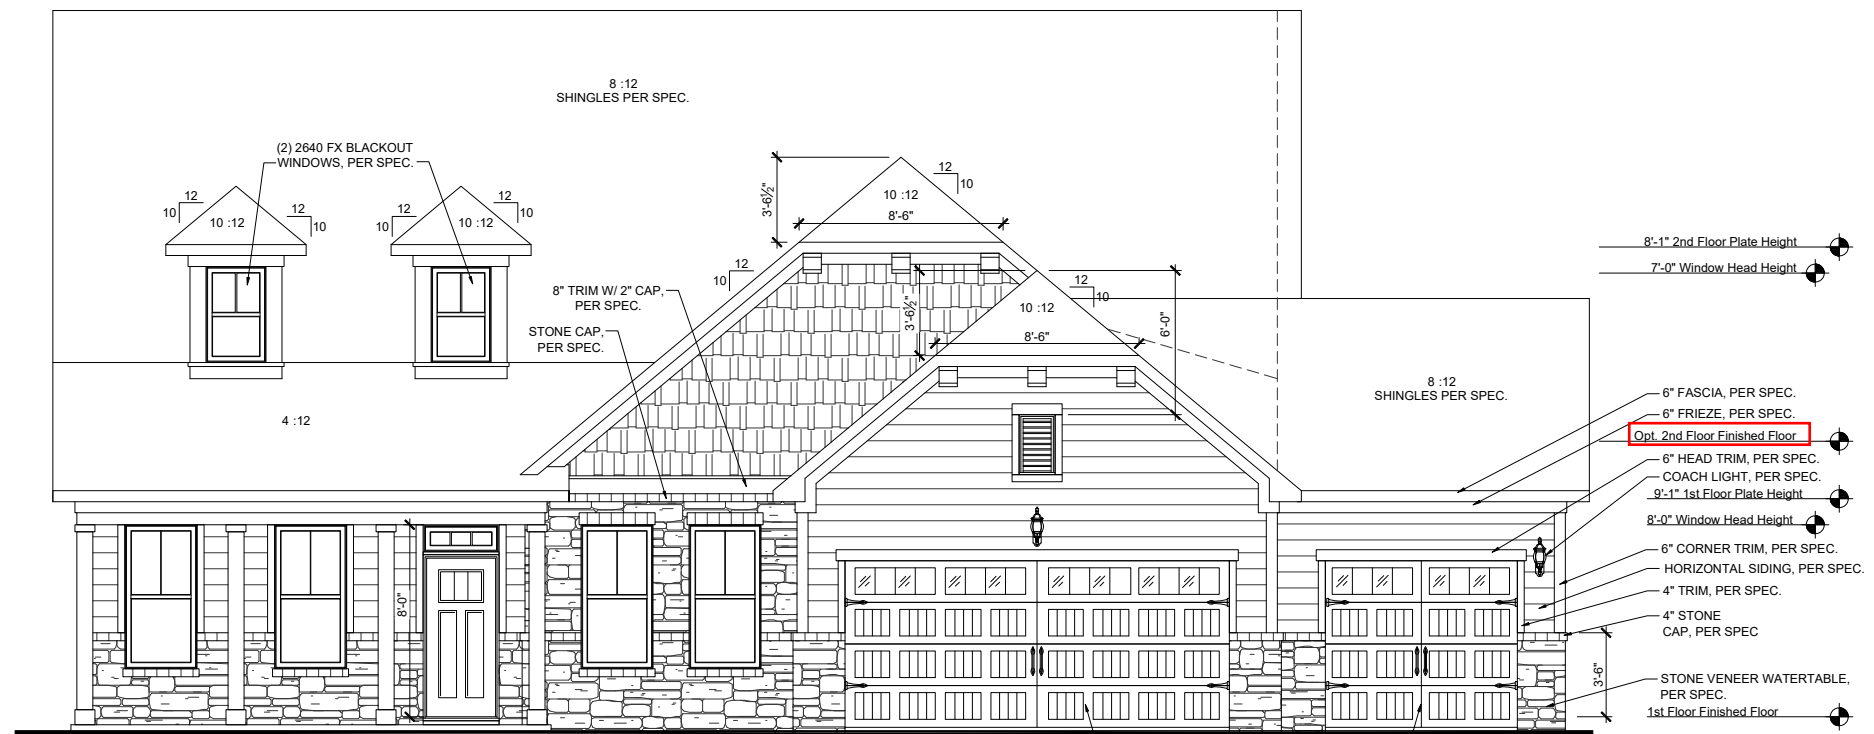 8 :12
SHINGLES PER SPEC.
(2) 2640 FX BLACKOUT
WINDOWS, PER SPEC.
12
10
10 :12
12
10
12
10
10 :12
12
10
3'-6½"
12
10
10 :12
8'-6"
12
10
8" TRIM W/ 2" CAP,
PER SPEC.
STONE CAP,
PER SPEC.
3'-6½"
12
10
10 :12
8'-6"
6'-0"
4 :12
8 :12
SHINGLES PER SPEC.
8'-0"
8'-1" 2nd Floor Plate Height
7'-0" Window Head Height
6" FASCIA, PER SPEC.
6" FRIEZE, PER SPEC.
Opt. 2nd Floor Finished Floor
6" HEAD TRIM, PER SPEC.
COACH LIGHT, PER SPEC.
9'-1" 1st Floor Plate Height
8'-0" Window Head Height
6" CORNER TRIM, PER SPEC.
HORIZONTAL SIDING, PER SPEC.
4" TRIM, PER SPEC.
4" STONE
CAP, PER SPEC
3'-6"
STONE VENEER WATERTABLE,
PER SPEC.
1st Floor Finished Floor